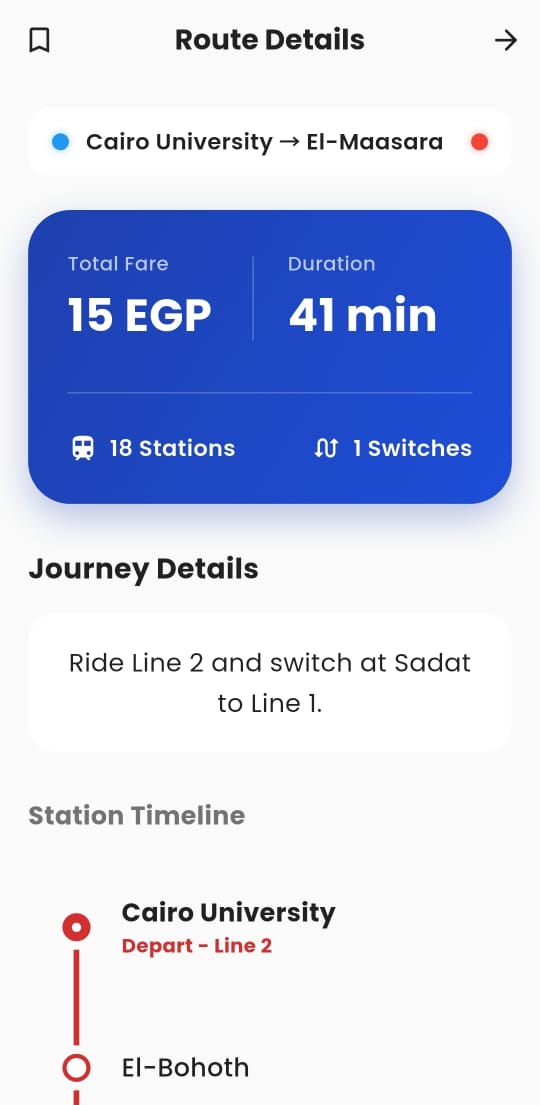 Route Details
Cairo University → El-Maasara
Total Fare
Duration
15 EGP
41 min
18 Stations
1 Switches
Journey Details
Ride Line 2 and switch at Sadat
to Line 1.
Station Timeline
Cairo University
Depart - Line 2
El-Bohoth